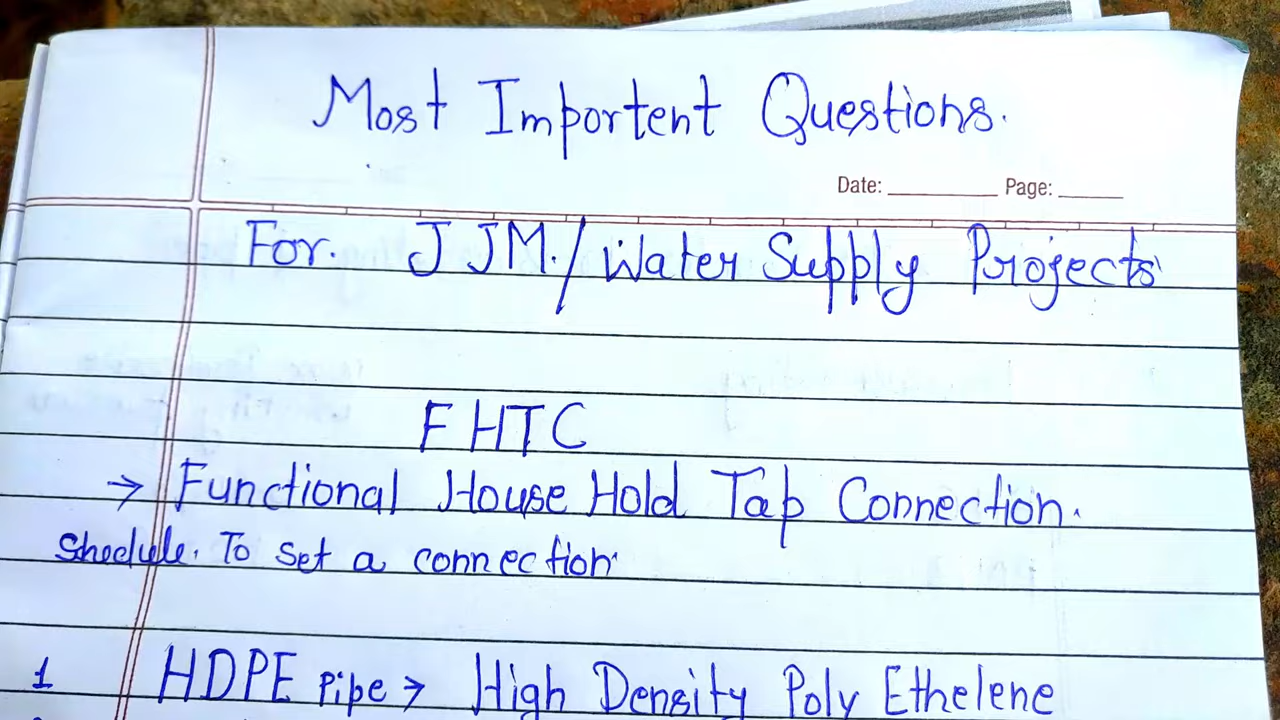 Most Importent Questions.
Date: Page:
For. JJM./Water Supply Projects
FHTC
→ Functional House Hold Tap Connection.
Shedule. To set a connection
1 HDPE Pipe → High Density Poly Ethelene